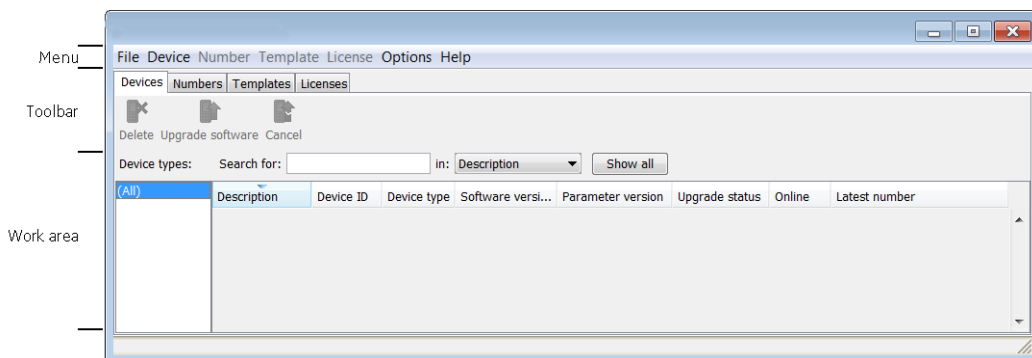 Menu
File Device Number Template License Options Help
Devices Numbers Templates Licenses
Toolbar
Delete Upgrade software Cancel
Device types: Search for: in: Description Show all
(All) Description Device ID Device type Software versi... Parameter version Upgrade status Online Latest number
Work area